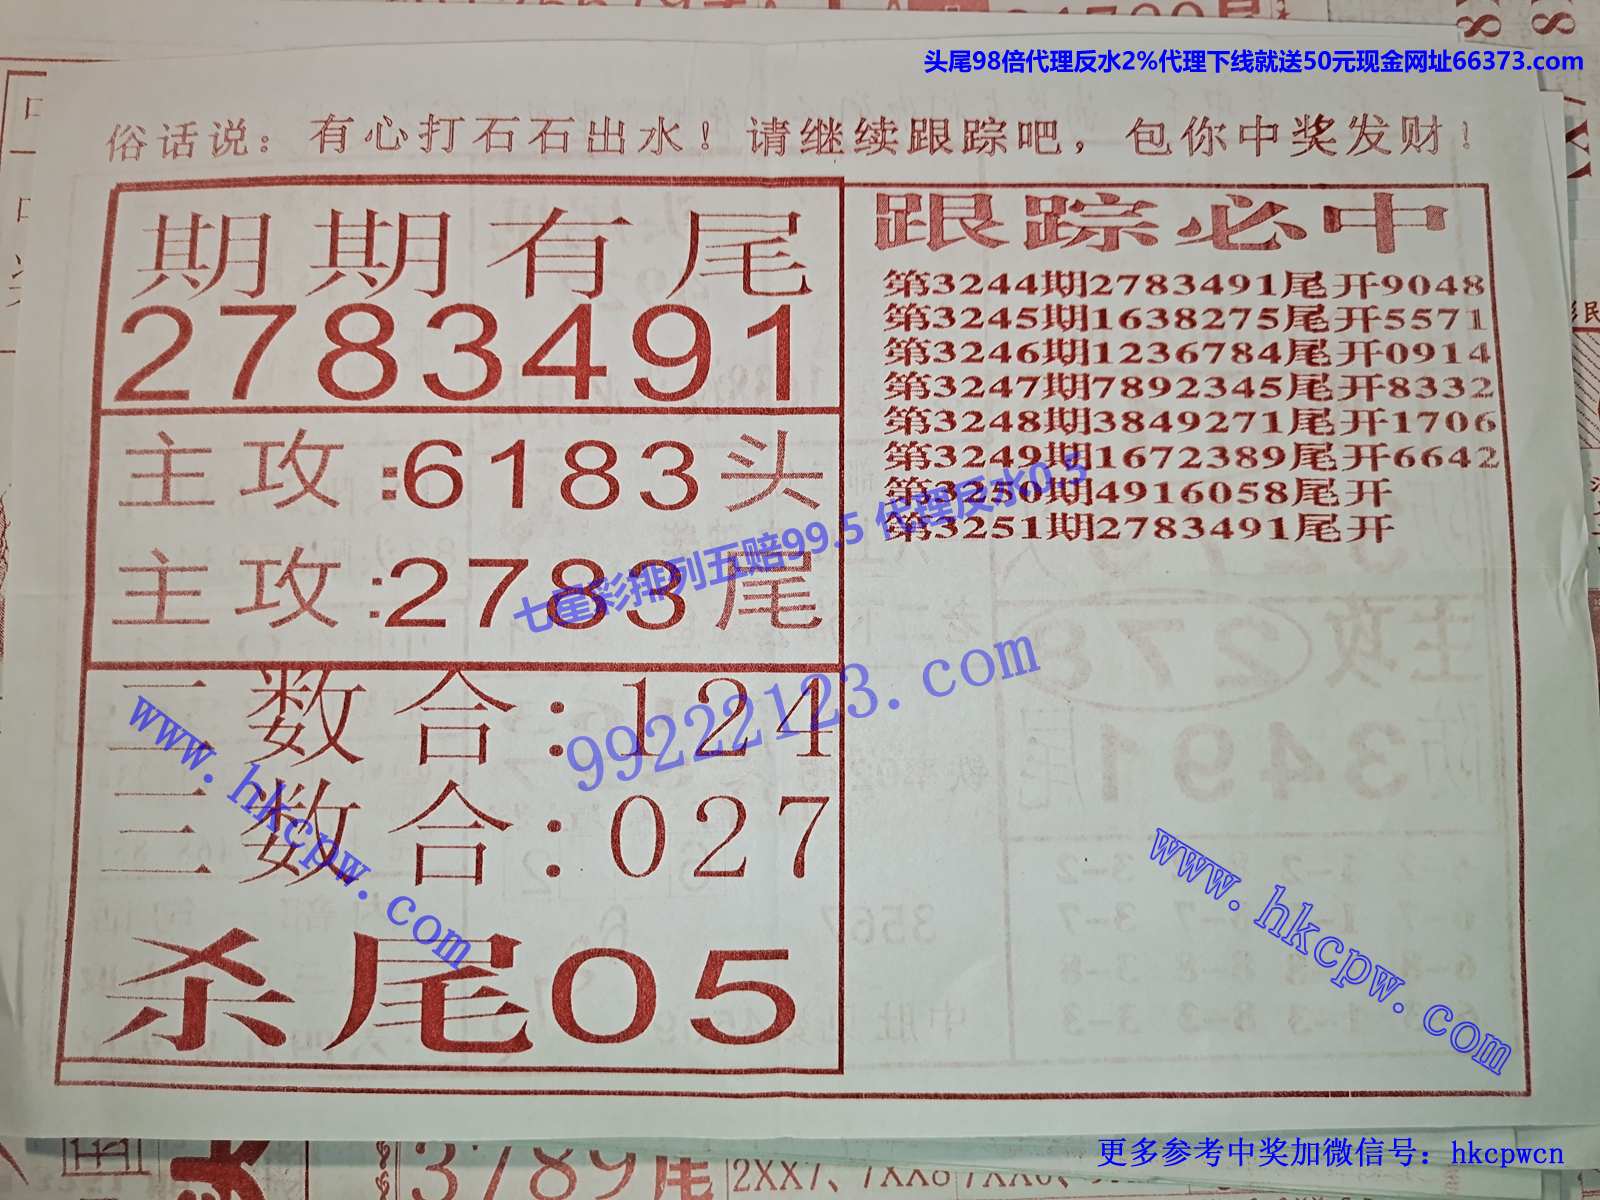 头尾98倍代理反水2%代理下线就送50元现金网址66373.com
俗话说：有心打石石出水！请继续跟踪吧，包你中奖发财！
期期有尾
2783491
主攻:6183头
主攻:2783尾
二数合:124
三数合:027
杀尾05
跟踪必中
第3244期2783491尾开9048
第3245期1638275尾开5571
第3246期1236784尾开0914
第3247期7892345尾开8332
第3248期3849271尾开1706
第3249期1672389尾开6642
第3250期4916058尾开
第3251期2783491尾开
七星彩排列五赔99.5 代理反水0.5
99222123.com
www.hkcpw.com
www.hkcpw.com
3789尾
2XX7、7XX8
更多参考中奖加微信号：hkcpwcn